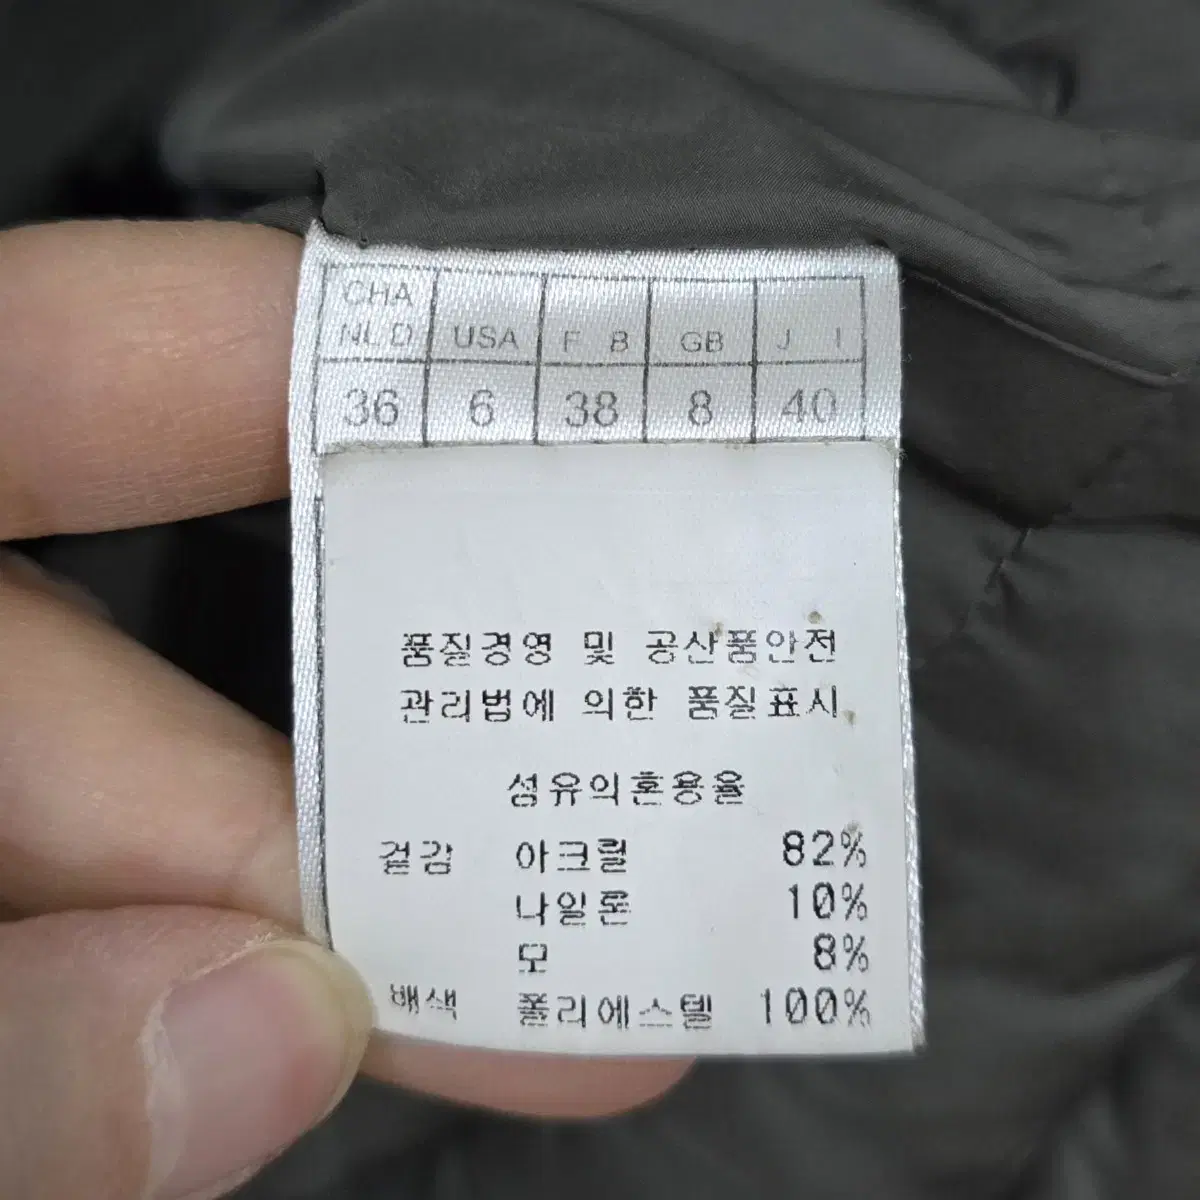 CHA
NL D USA F B GB J I
36 6 38 8 40
품질경영 및 공산품안전
관리법에 의한 품질표시
섬유의혼용율
겉감 아크릴 82%
나일론 10%
모 8%
배색 폴리에스텔 100%